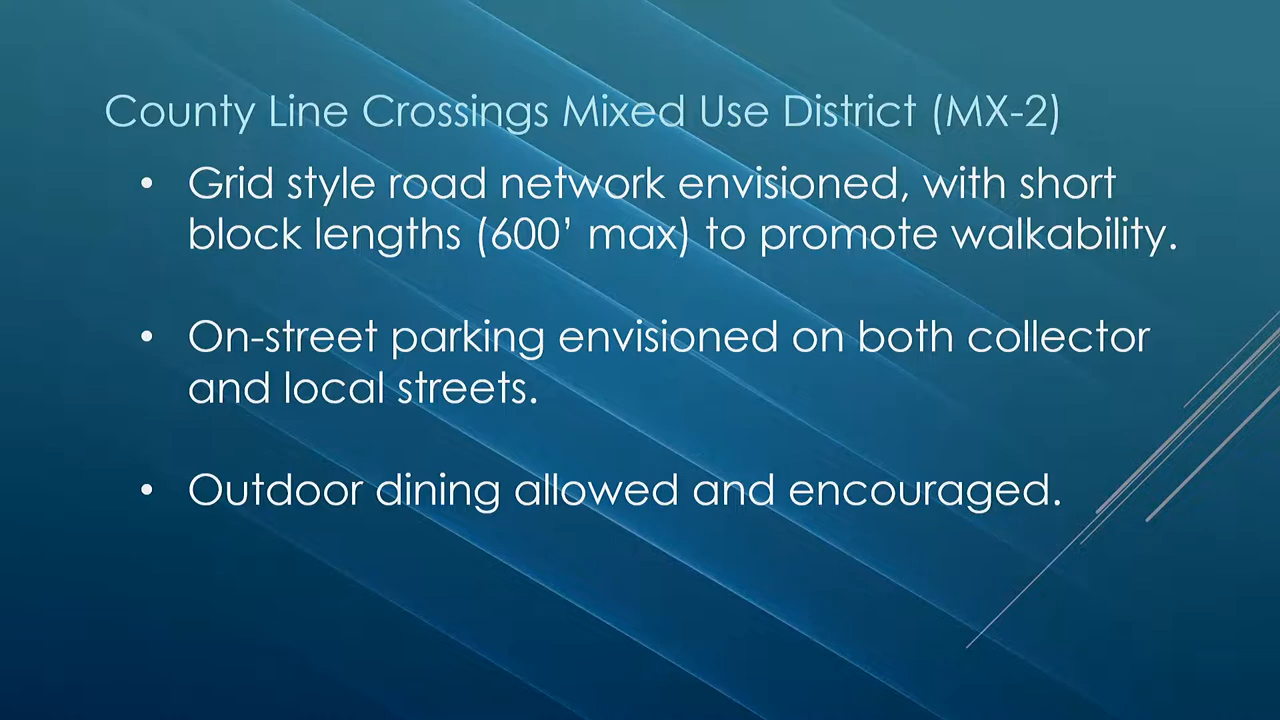 County Line Crossings Mixed Use District (MX-2)
• Grid style road network envisioned, with short
block lengths (600’ max) to promote walkability.
• On-street parking envisioned on both collector
and local streets.
• Outdoor dining allowed and encouraged.